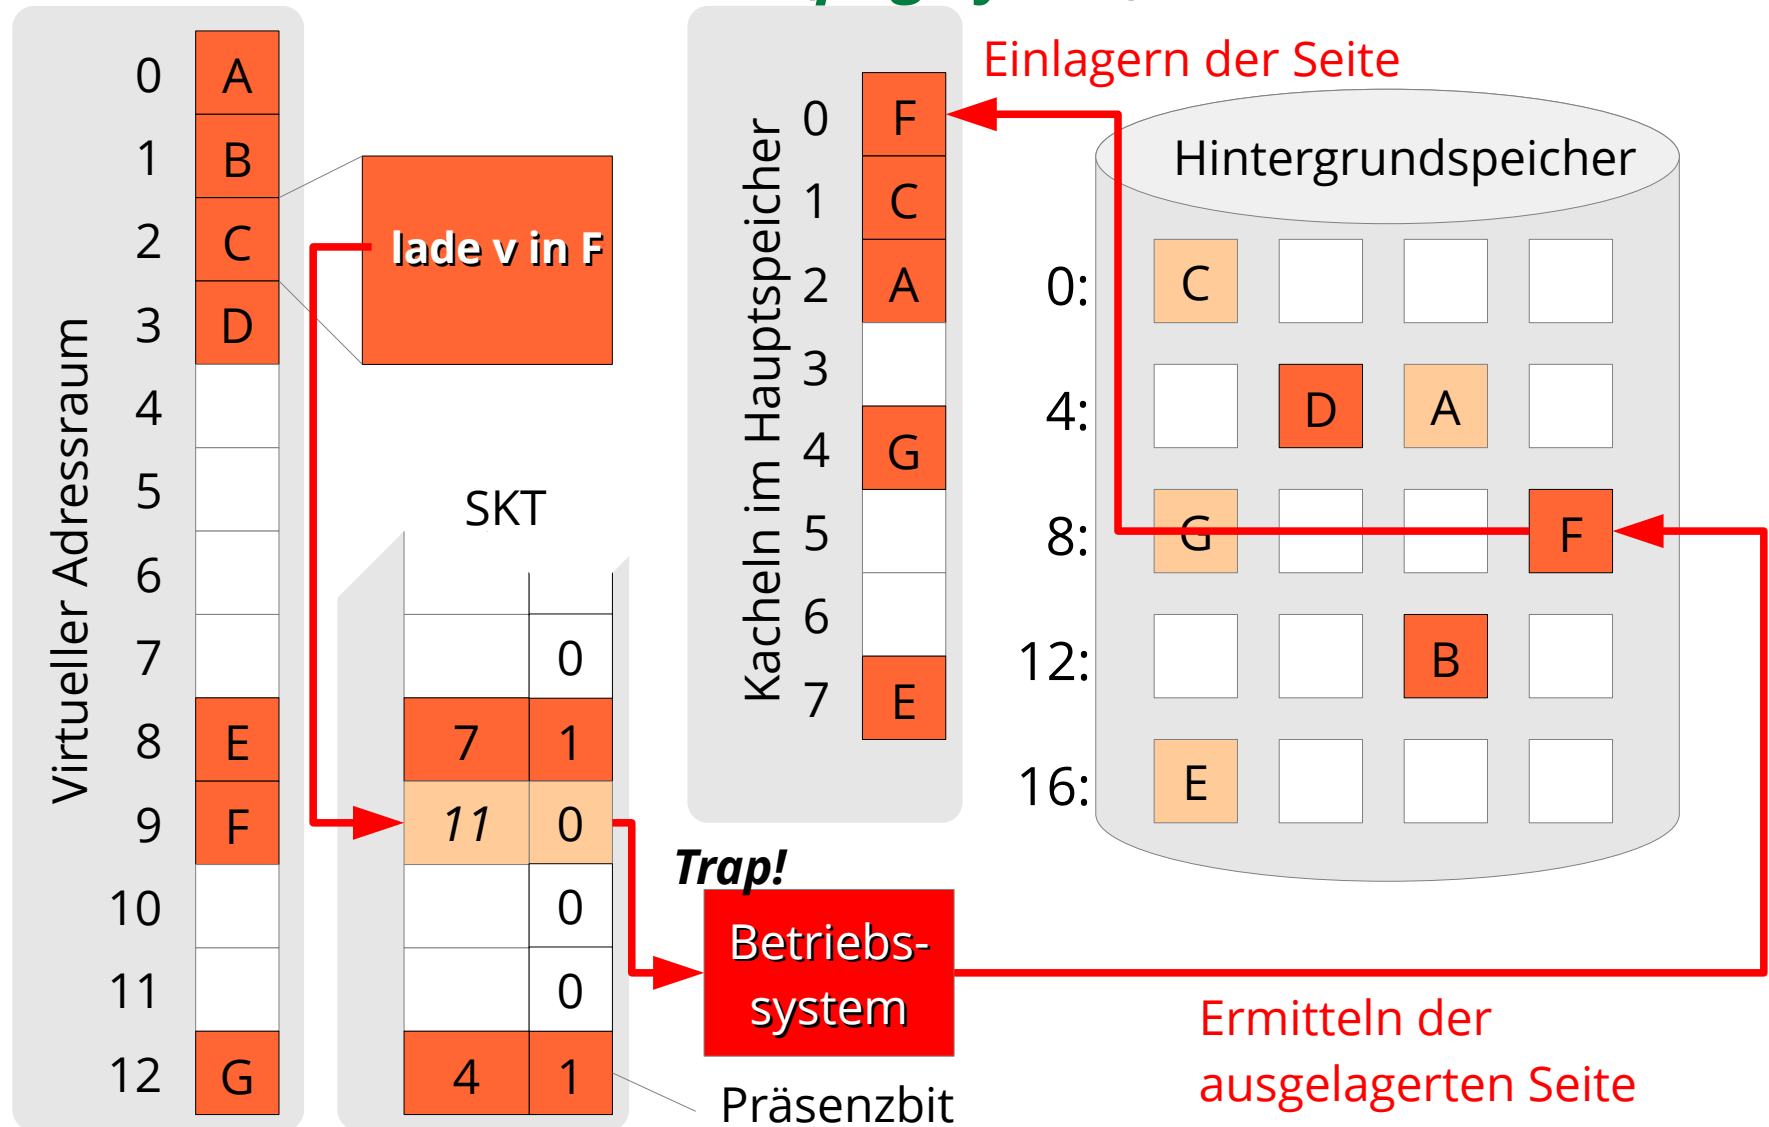 Virtueller Adressraum
0 A
1 B
2 C
3 D
4
5
6
7
8 E
9 F
10
11
12 G
lade v in F
SKT
0
7 1
11 0
0
0
4 1
Präsenzbit
Trap!
Betriebs-
system
Kacheln im Hauptspeicher
0 F
1 C
2 A
3
4 G
5
6
7 E
Einlagern der Seite
Hintergrundspeicher
0: C
4: D A
8: G F
12: B
16: E
Ermitteln der
ausgelagerten Seite